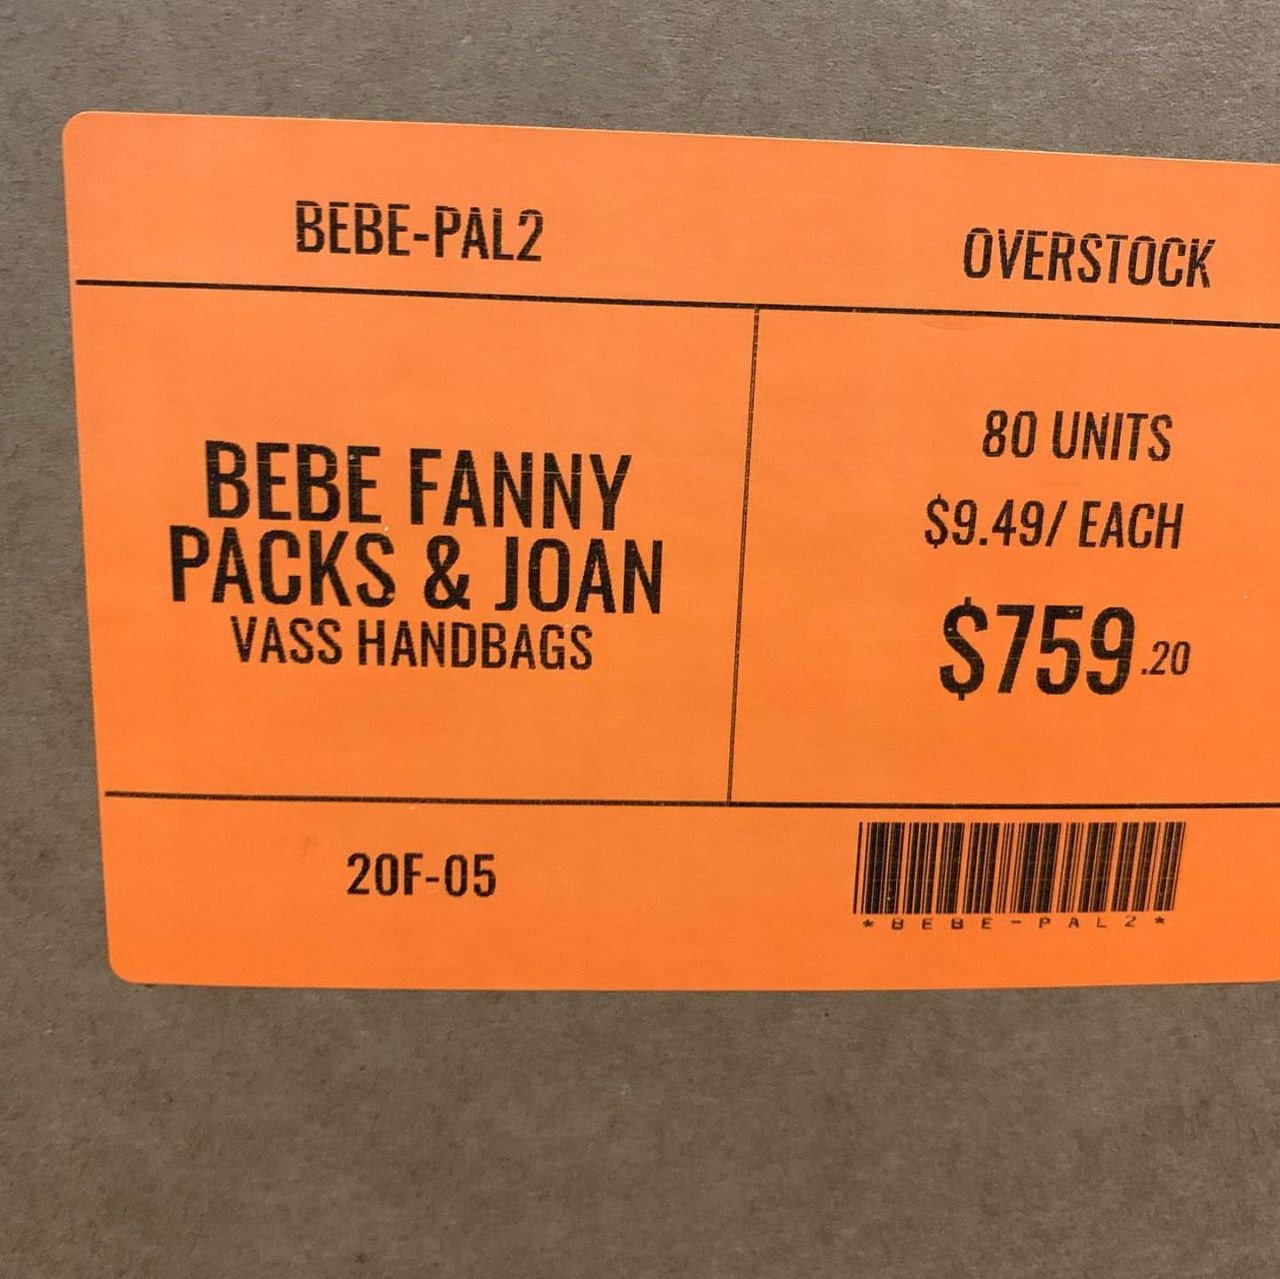 BEBE-PAL2
OVERSTOCK
BEBE FANNY
PACKS & JOAN
VASS HANDBAGS
80 UNITS
$9.49/ EACH
$759.20
20F-05
*BEBE-PAL2*